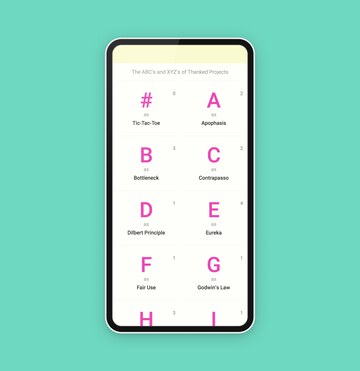 The ABC's and XYZ's of Thanked Projects
# 0
as
Tic-Tac-Toe
A 2
as
Apophasis
B 3
as
Bottleneck
C 2
as
Contrapasso
D 1
as
Dilbert Principle
E 4
as
Eureka
F 1
as
Fair Use
G 1
as
Godwin's Law
H 3
I 1